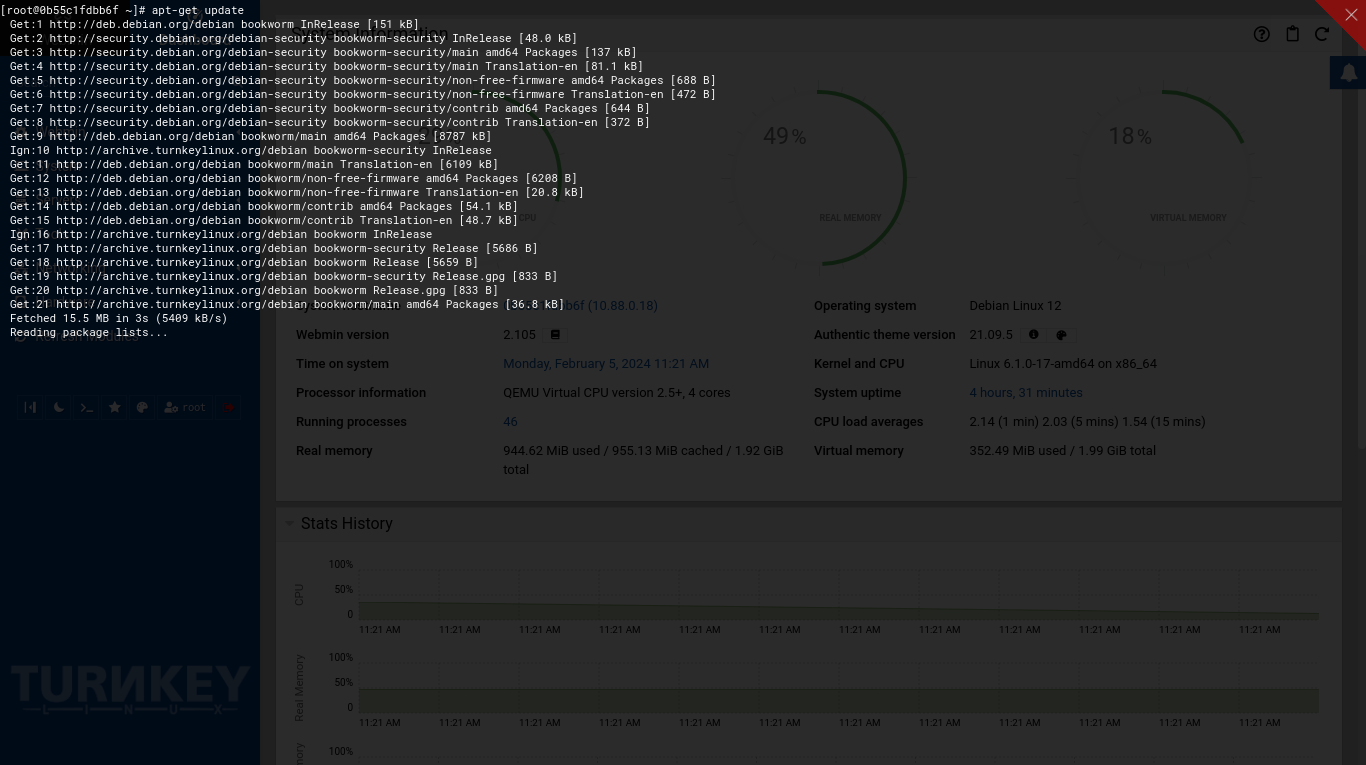 [root@0b55c1fdbb6f ~]# apt-get update
Get:1 http://deb.debian.org/debian bookworm InRelease [151 kB]
Get:2 http://security.debian.org/debian-security bookworm-security InRelease [48.0 kB]
Get:3 http://security.debian.org/debian-security bookworm-security/main amd64 Packages [137 kB]
Get:4 http://security.debian.org/debian-security bookworm-security/main Translation-en [81.1 kB]
Get:5 http://security.debian.org/debian-security bookworm-security/non-free-firmware amd64 Packages [688 B]
Get:6 http://security.debian.org/debian-security bookworm-security/non-free-firmware Translation-en [472 B]
Get:7 http://security.debian.org/debian-security bookworm-security/contrib amd64 Packages [644 B]
Get:8 http://security.debian.org/debian-security bookworm-security/contrib Translation-en [372 B]
Get:9 http://deb.debian.org/debian bookworm/main amd64 Packages [8787 kB]
Ign:10 http://archive.turnkeylinux.org/debian bookworm-security InRelease
Get:11 http://deb.debian.org/debian bookworm/main Translation-en [6109 kB]
Get:12 http://deb.debian.org/debian bookworm/non-free-firmware amd64 Packages [6208 B]
Get:13 http://deb.debian.org/debian bookworm/non-free-firmware Translation-en [20.8 kB]
Get:14 http://deb.debian.org/debian bookworm/contrib amd64 Packages [54.1 kB]
Get:15 http://deb.debian.org/debian bookworm/contrib Translation-en [48.7 kB]
Ign:16 http://archive.turnkeylinux.org/debian bookworm InRelease
Get:17 http://archive.turnkeylinux.org/debian bookworm-security Release [5686 B]
Get:18 http://archive.turnkeylinux.org/debian bookworm Release [5659 B]
Get:19 http://archive.turnkeylinux.org/debian bookworm-security Release.gpg [833 B]
Get:20 http://archive.turnkeylinux.org/debian bookworm Release.gpg [833 B]
Get:21 http://archive.turnkeylinux.org/debian bookworm/main amd64 Packages [36.8 kB]
Fetched 15.5 MB in 3s (5409 kB/s)
Reading package lists...
Refresh Modules
root
TURNKEY
LINUX
System Information
CPU
49%
REAL MEMORY
18%
VIRTUAL MEMORY
(10.88.0.18)
Operating system Debian Linux 12
Webmin version 2.105
Authentic theme version 21.09.5
Time on system Monday, February 5, 2024 11:21 AM
Kernel and CPU Linux 6.1.0-17-amd64 on x86_64
Processor information QEMU Virtual CPU version 2.5+, 4 cores
System uptime 4 hours, 31 minutes
Running processes 46
CPU load averages 2.14 (1 min) 2.03 (5 mins) 1.54 (15 mins)
Real memory 944.62 MiB used / 955.13 MiB cached / 1.92 GiB
total
Virtual memory 352.49 MiB used / 1.99 GiB total
Stats History
CPU
100%
50%
0
11:21 AM 11:21 AM 11:21 AM 11:21 AM 11:21 AM 11:21 AM 11:21 AM 11:21 AM 11:21 AM 11:21 AM 11:21 AM 11:21 AM
Real Memory
100%
50%
0
11:21 AM 11:21 AM 11:21 AM 11:21 AM 11:21 AM 11:21 AM 11:21 AM 11:21 AM 11:21 AM 11:21 AM 11:21 AM 11:21 AM
100%